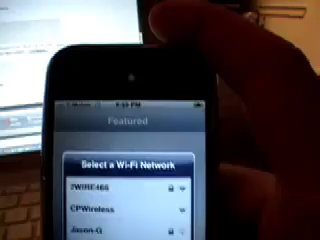 Featured
Select a Wi-Fi Network
2WIRE466
CPWireless
Jason-G